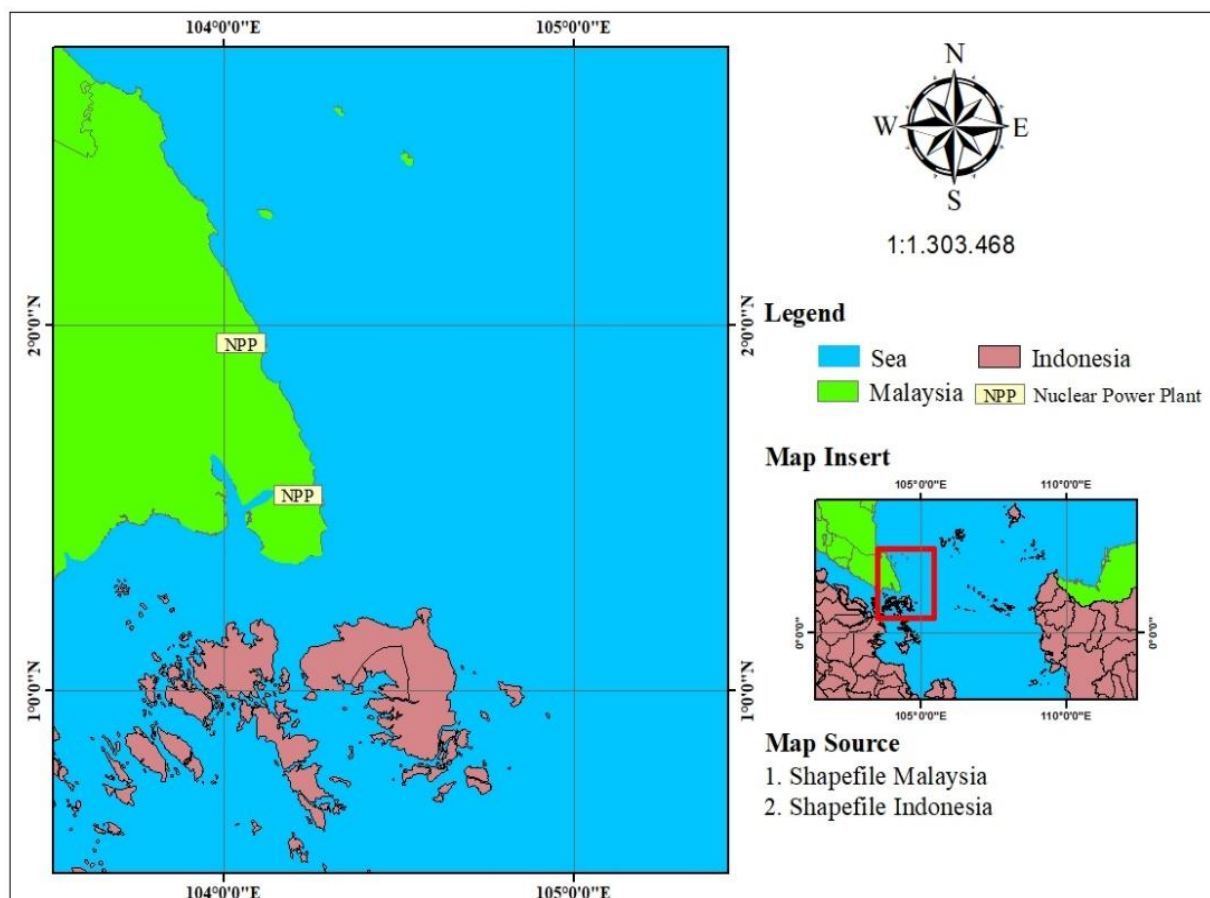 104°0'0"E
105°0'0"E
2°0'0"N
2°0'0"N
1°0'0"N
1°0'0"N
NPP
NPP
104°0'0"E
105°0'0"E
N
W
E
S
1:1.303.468
Legend
Sea
Indonesia
Malaysia
NPP Nuclear Power Plant
Map Insert
105°0'0"E
110°0'0"E
0°0'0"
0°0'0"
105°0'0"E
110°0'0"E
Map Source
1. Shapefile Malaysia
2. Shapefile Indonesia